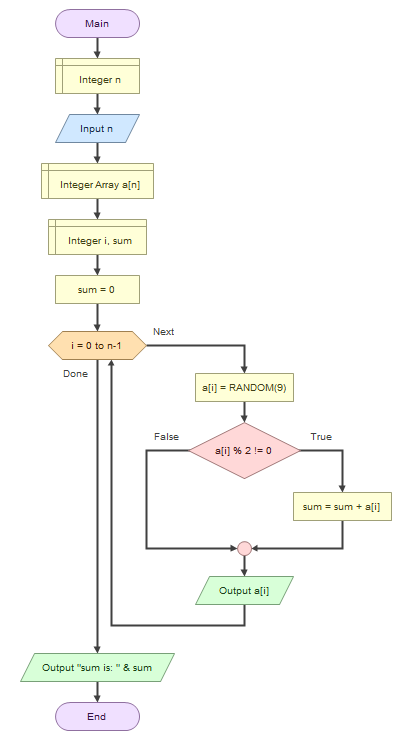 Main
Integer n
Input n
Integer Array a[n]
Integer i, sum
sum = 0
i = 0 to n-1
Next
Done
a[i] = RANDOM(9)
False
True
a[i] % 2 != 0
sum = sum + a[i]
Output a[i]
Output "sum is: " & sum
End